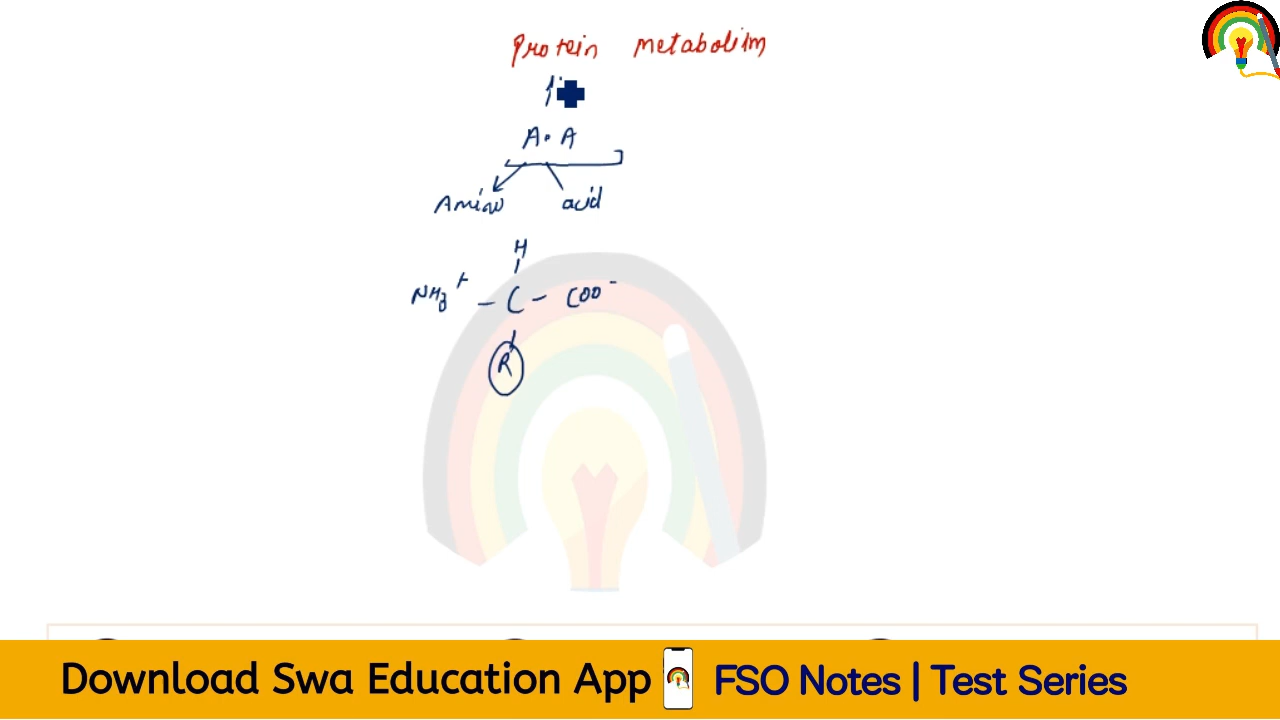 Protein metabolism
A.A
Amino acid
H
NH3+ - C - COO-
R
Download Swa Education App FSO Notes | Test Series